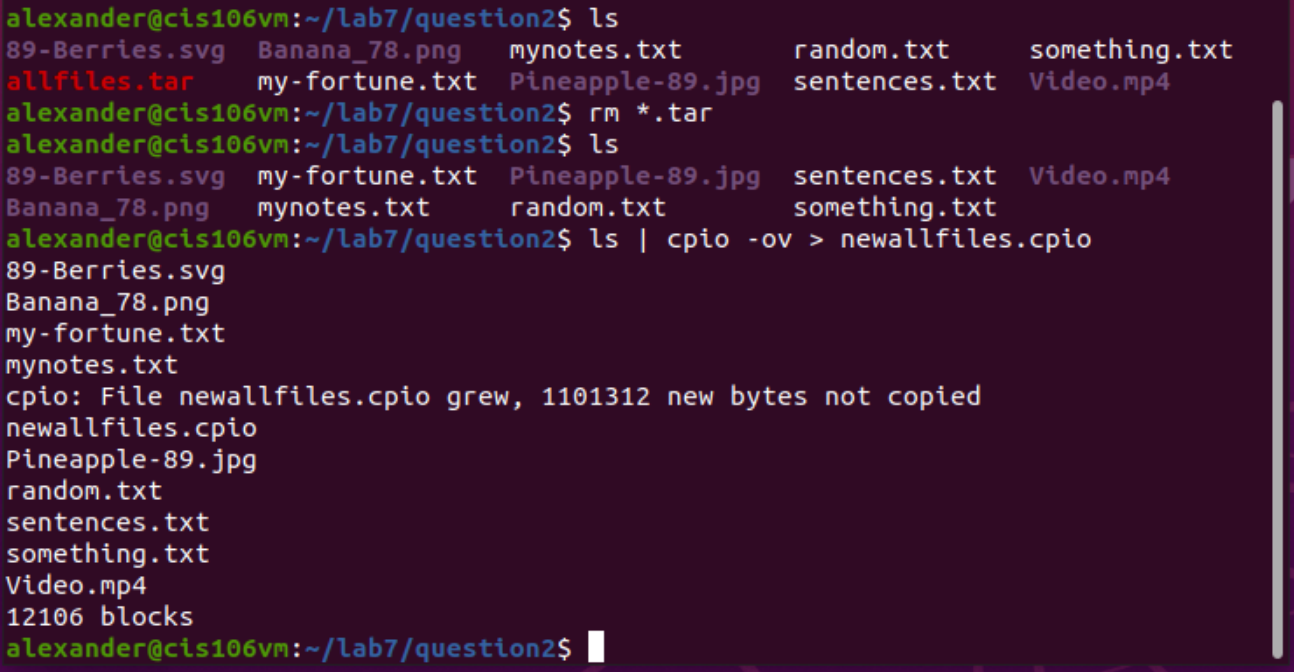 alexander@cis106vm:~/lab7/question2$ ls
89-Berries.svg  Banana_78.png   mynotes.txt       random.txt     something.txt
allfiles.tar    my-fortune.txt  Pineapple-89.jpg  sentences.txt  Video.mp4
alexander@cis106vm:~/lab7/question2$ rm *.tar
alexander@cis106vm:~/lab7/question2$ ls
89-Berries.svg  my-fortune.txt  Pineapple-89.jpg  sentences.txt  Video.mp4
Banana_78.png   mynotes.txt     random.txt        something.txt
alexander@cis106vm:~/lab7/question2$ ls | cpio -ov > newallfiles.cpio
89-Berries.svg
Banana_78.png
my-fortune.txt
mynotes.txt
cpio: File newallfiles.cpio grew, 1101312 new bytes not copied
newallfiles.cpio
Pineapple-89.jpg
random.txt
sentences.txt
something.txt
Video.mp4
12106 blocks
alexander@cis106vm:~/lab7/question2$